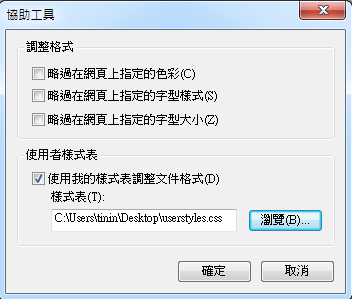 協助工具
調整格式
略過在網頁上指定的色彩(C)
略過在網頁上指定的字型樣式(S)
略過在網頁上指定的字型大小(Z)
使用者樣式表
使用我的樣式表調整文件格式(D)
樣式表(T):
C:\Users\tinin\Desktop\userstyles.css
瀏覽(B)...
確定
取消